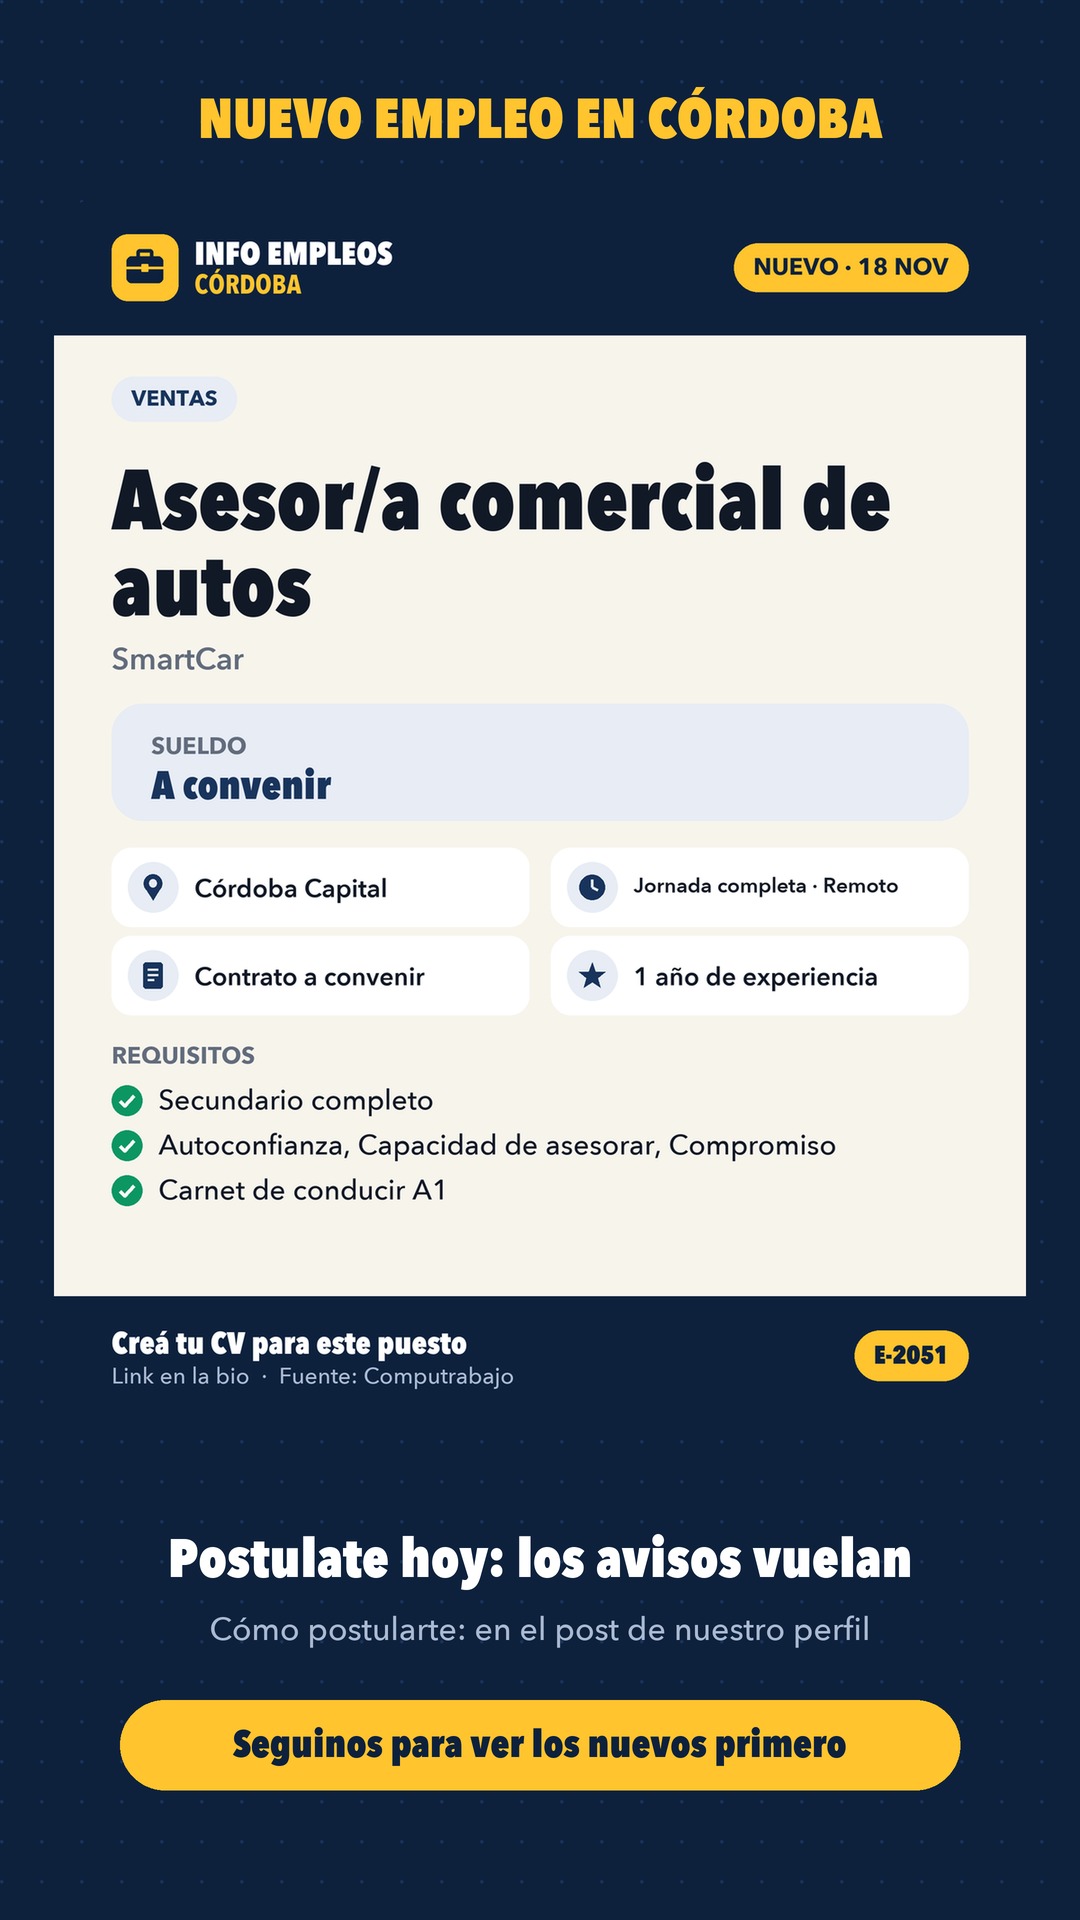 NUEVO EMPLEO EN CÓRDOBA
INFO EMPLEOS
CÓRDOBA
NUEVO · 18 NOV
VENTAS
Asesor/a comercial de
autos
SmartCar
SUELDO
A convenir
Córdoba Capital
Jornada completa · Remoto
Contrato a convenir
1 año de experiencia
REQUISITOS
Secundario completo
Autoconfianza, Capacidad de asesorar, Compromiso
Carnet de conducir A1
Creá tu CV para este puesto
Link en la bio · Fuente: Computrabajo
E-2051
Postulate hoy: los avisos vuelan
Cómo postularte: en el post de nuestro perfil
Seguinos para ver los nuevos primero